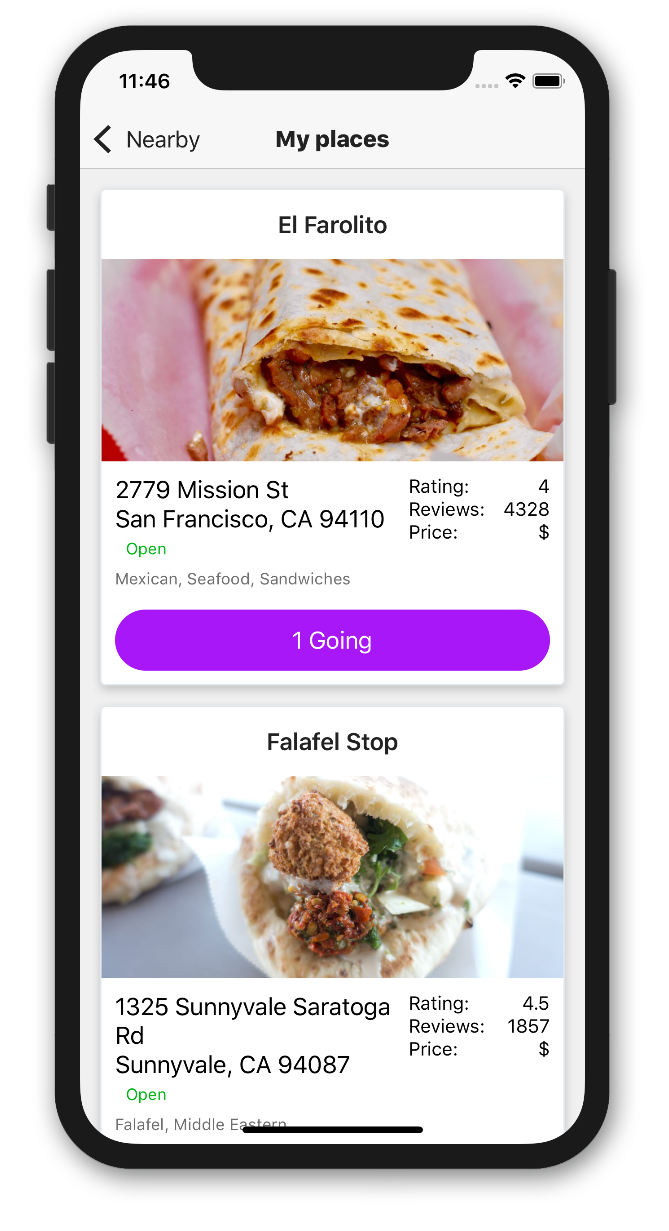 11:46
Nearby
My places
El Farolito
2779 Mission St
San Francisco, CA 94110
Open
Mexican, Seafood, Sandwiches
Rating: 4
Reviews: 4328
Price: $
1 Going
Falafel Stop
1325 Sunnyvale Saratoga
Rd
Sunnyvale, CA 94087
Open
Falafel, Middle Eastern
Rating: 4.5
Reviews: 1857
Price: $